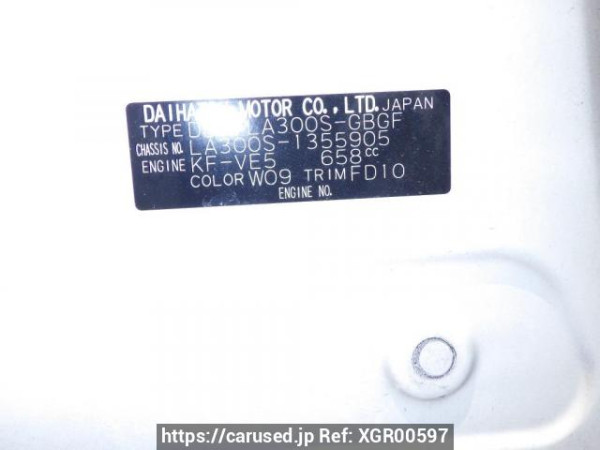 DAIHATSU MOTOR CO., LTD. JAPAN
TYPE LA300S-GBGF
CHASSIS NO. LA300S-1355905
ENGINE KF-VE5 658cc
COLOR W09 TRIM FD10
ENGINE NO.
https://carused.jp Ref: XGR00597